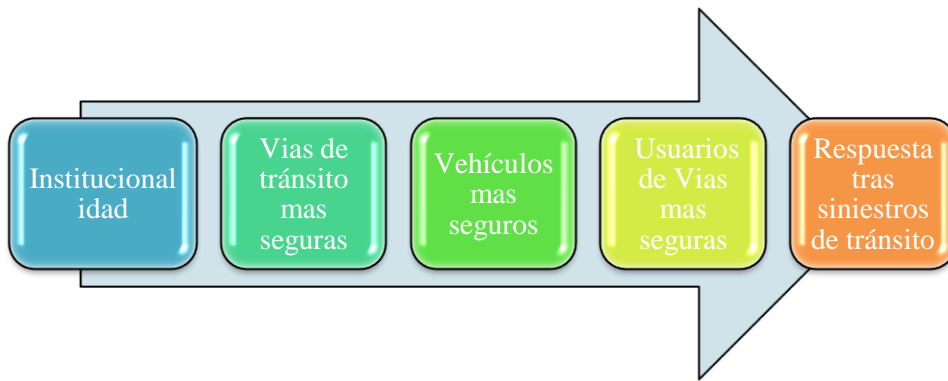 Institucional
idad
Vias de
tránsito
mas
seguras
Vehículos
mas
seguros
Usuarios
de Vias
mas
seguras
Respuesta
tras
siniestros
de tránsito